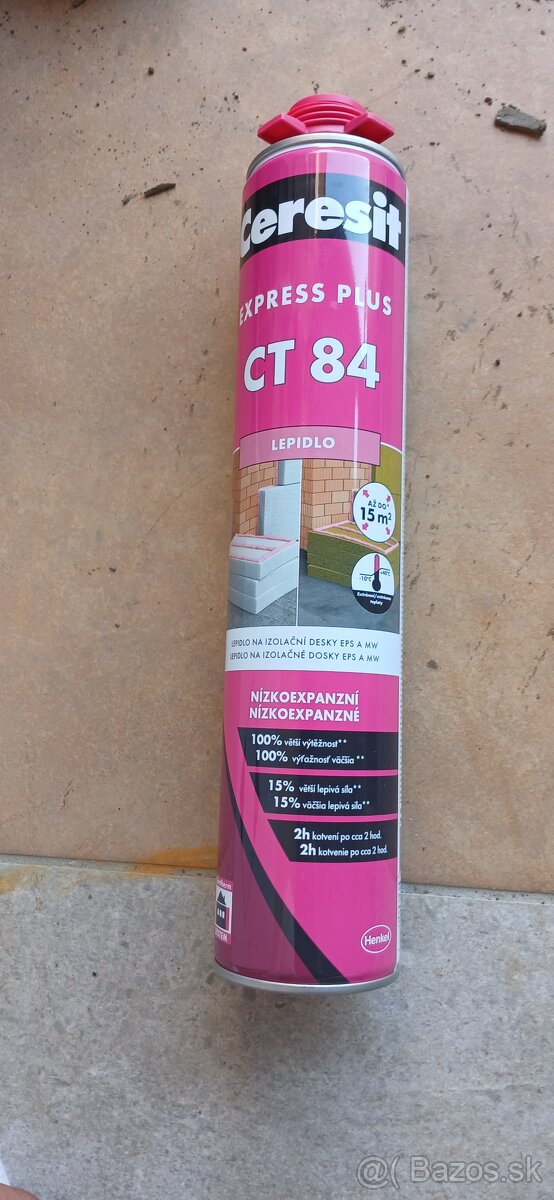 Ceresit
EXPRESS PLUS
CT 84
LEPIDLO
AŽ DO*
15 m²
-10°C
+40°C
LEPIDLO NA IZOLAČNÍ DESKY EPS A MW
LEPIDLO NA IZOLAČNÉ DOSKY EPS A MW
NÍZKOEXPANZNÍ
NÍZKOEXPANZNÉ
100% větší výtěžnost**
100% výťažnosť väčšia**
15% větší lepivá síla**
15% väčšia lepivá sila**
2h kotvení po cca 2 hod.
2h kotvenie po cca 2 hod.
Henkel
Bazos.sk